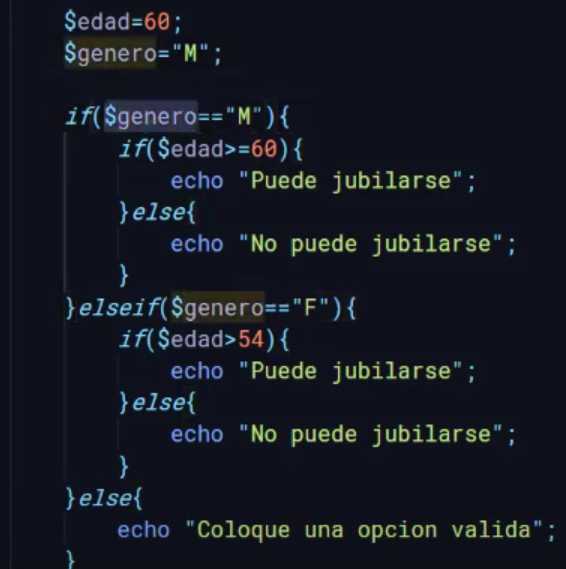 $edad=60;
$genero="M";
if($genero=="M"){
if($edad>=60){
echo "Puede jubilarse";
}else{
echo "No puede jubilarse";
}
}elseif($genero=="F"){
if($edad>54){
echo "Puede jubilarse";
}else{
echo "No puede jubilarse";
}
}else{
echo "Coloque una opcion valida";
}